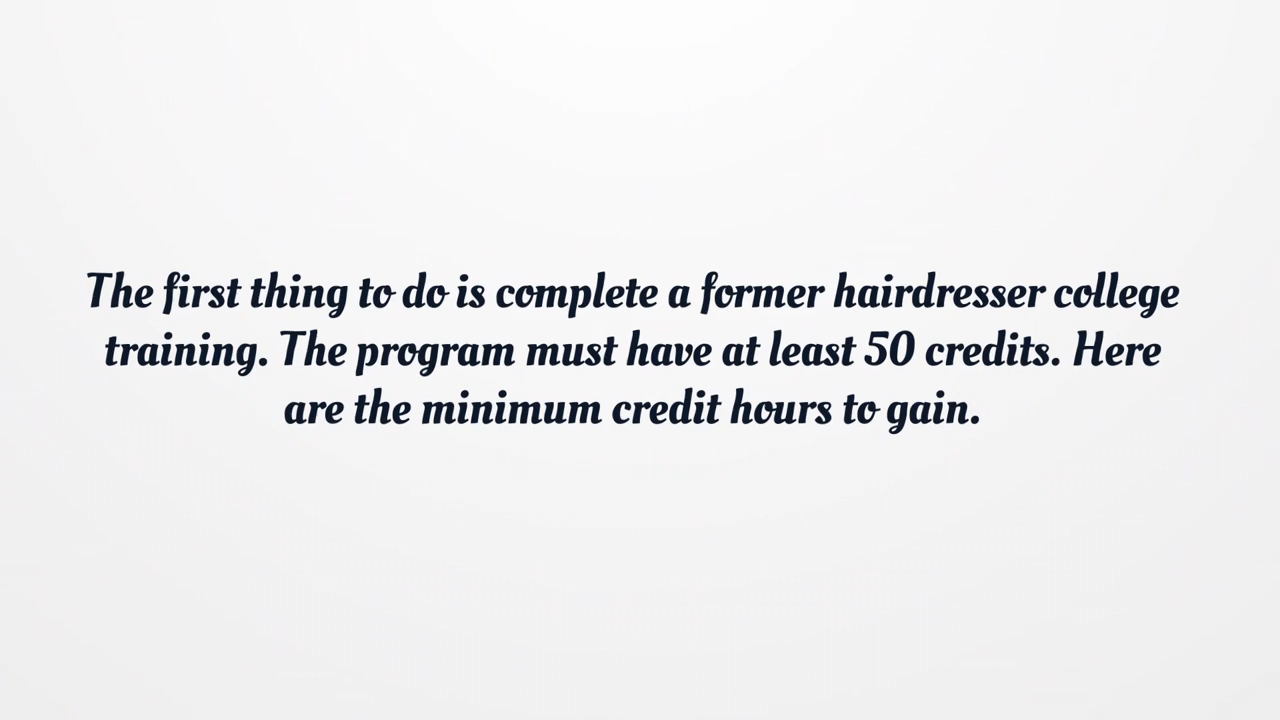 The first thing to do is complete a former hairdresser college
training. The program must have at least 50 credits. Here
are the minimum credit hours to gain.